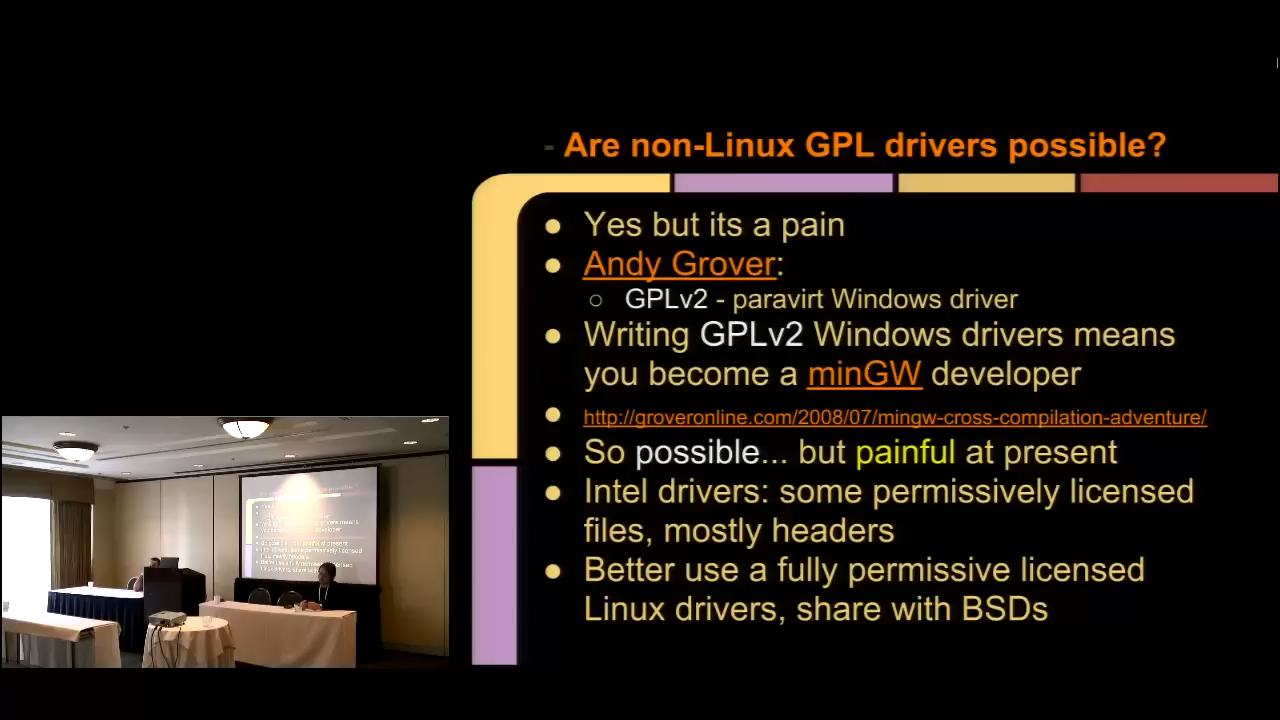 - Are non-Linux GPL drivers possible?
● Yes but its a pain
● Andy Grover:
○ GPLv2 - paravirt Windows driver
● Writing GPLv2 Windows drivers means
you become a minGW developer
● http://groveronline.com/2008/07/mingw-cross-compilation-adventure/
● So possible... but painful at present
● Intel drivers: some permissively licensed
files, mostly headers
● Better use a fully permissive licensed
Linux drivers, share with BSDs